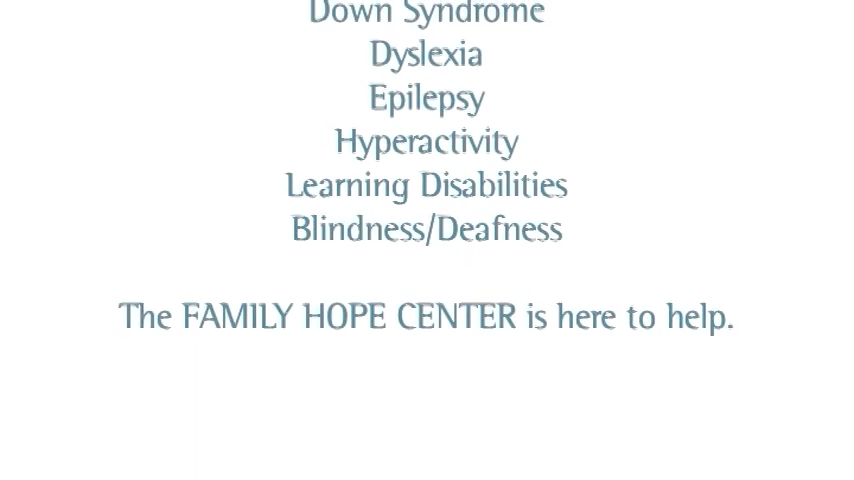 Down Syndrome
Dyslexia
Epilepsy
Hyperactivity
Learning Disabilities
Blindness/Deafness
The FAMILY HOPE CENTER is here to help.